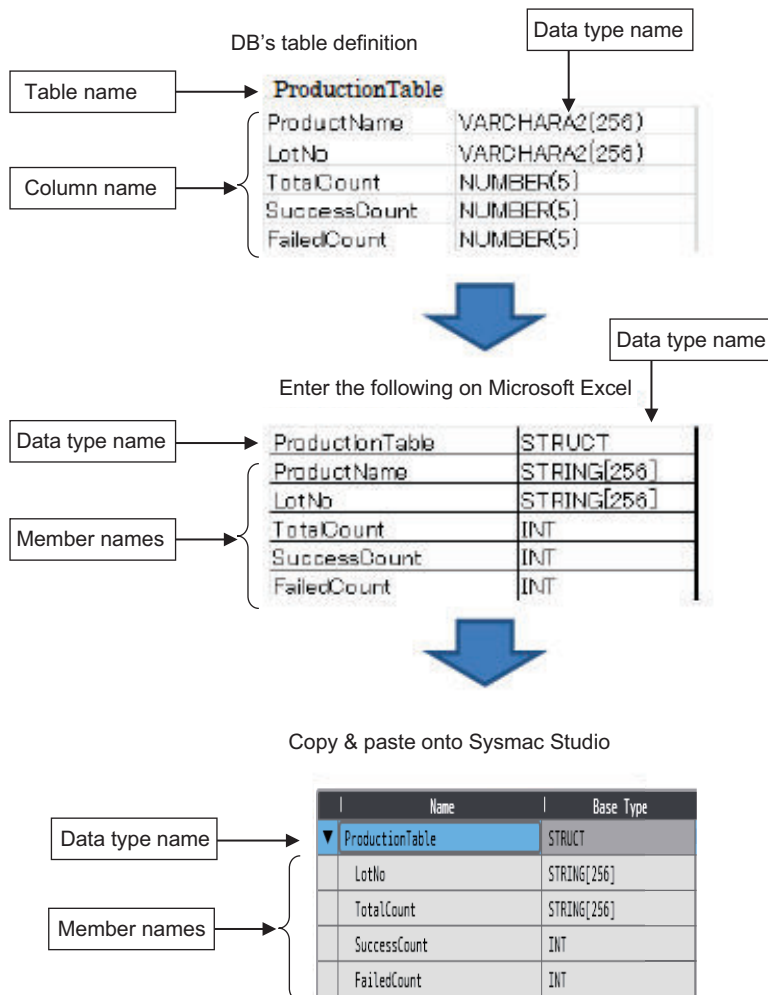 DB's table definition
Data type name
Table name
ProductionTable
Column name
ProductName VARCHARA2(256)
LotNo VARCHARA2(256)
TotalCount NUMBER(5)
SuccessCount NUMBER(5)
FailedCount NUMBER(5)
Data type name
Enter the following on Microsoft Excel
Data type name
ProductionTable STRUCT
Member names
ProductName STRING[256]
LotNo STRING[256]
TotalCount INT
SuccessCount INT
FailedCount INT
Copy & paste onto Sysmac Studio
Name Base Type
Data type name
ProductionTable STRUCT
Member names
LotNo STRING[256]
TotalCount STRING[256]
SuccessCount INT
FailedCount INT